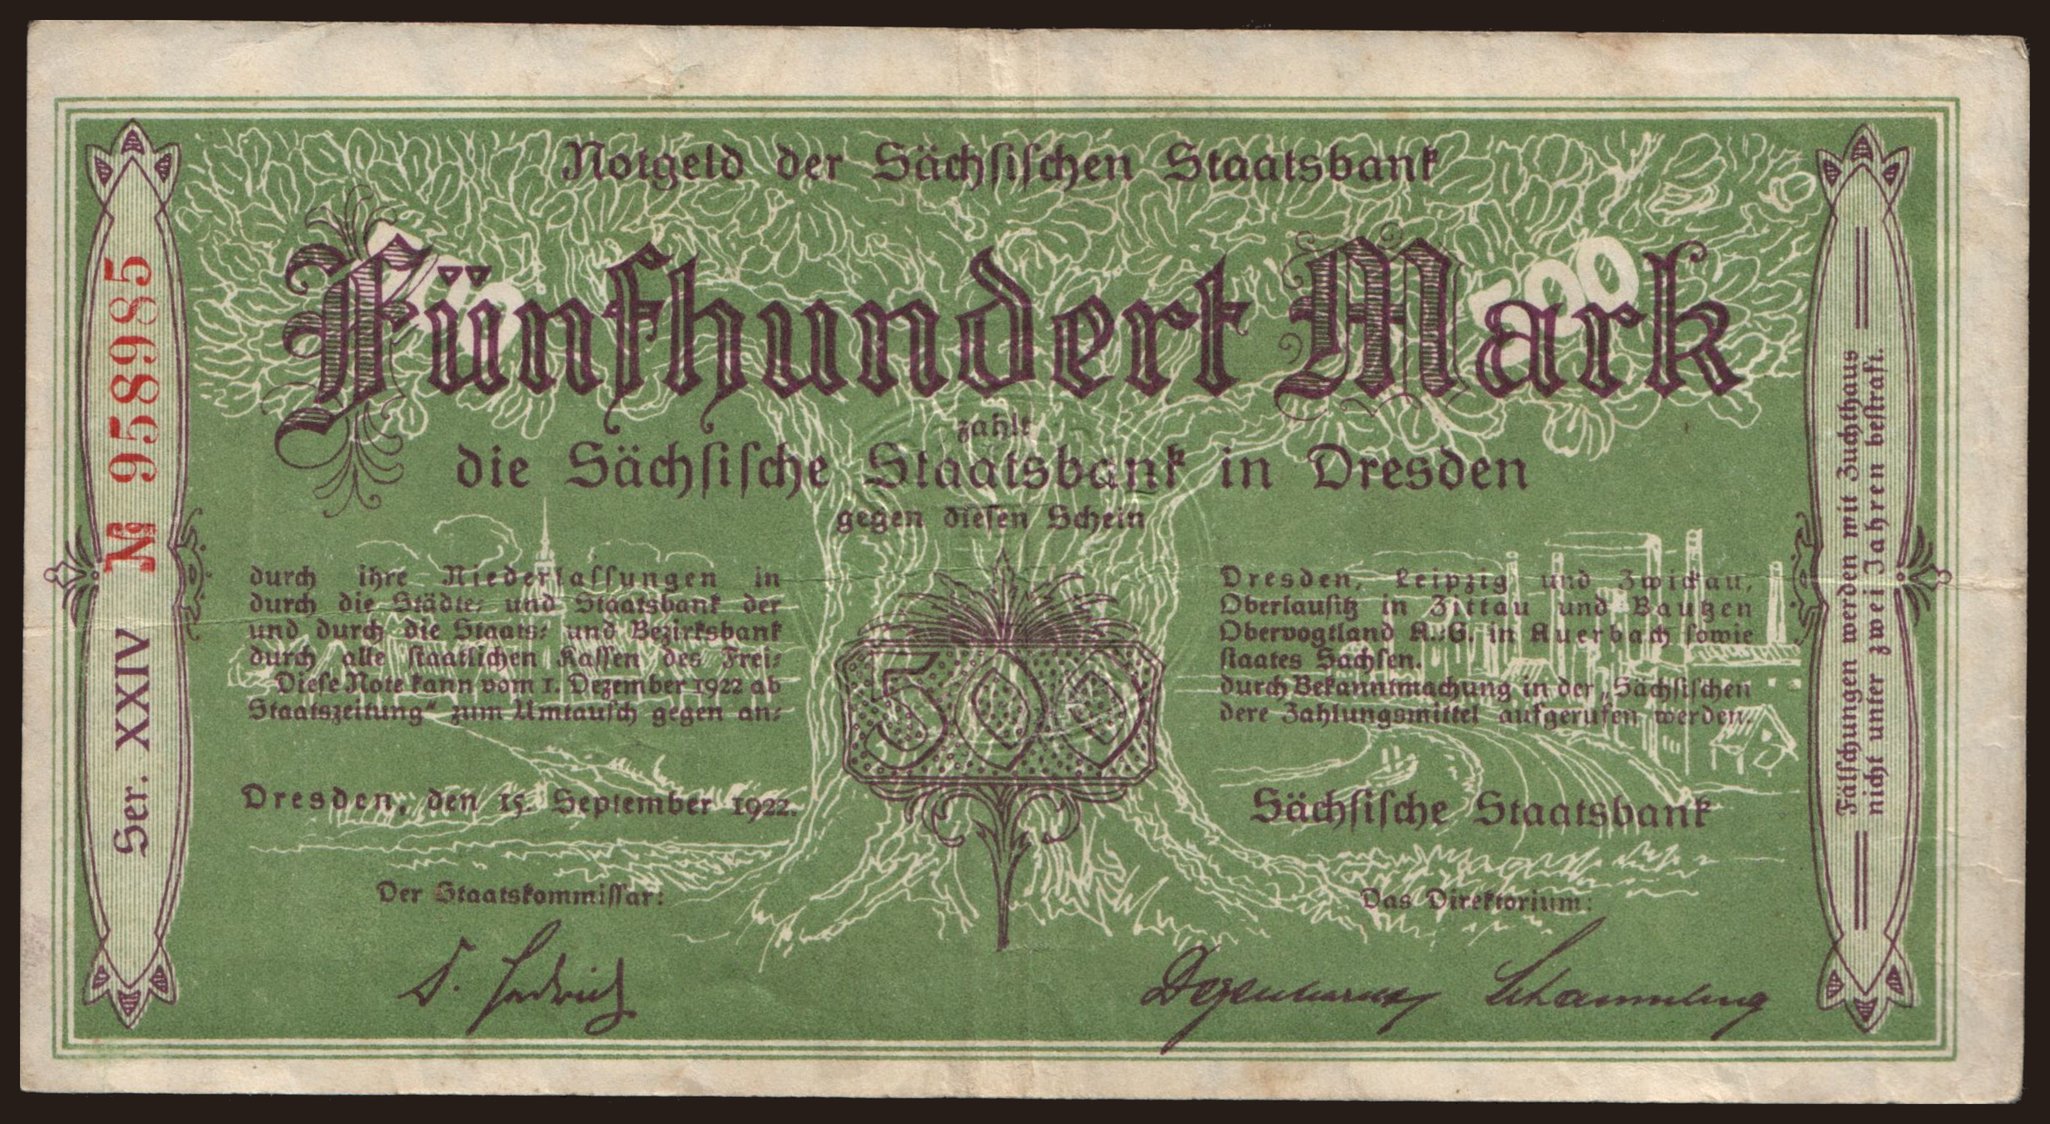 Notgeld der Sächsischen Staatsbank
500
Fünfhundert Mark
zahlt
die Sächsische Staatsbank in Dresden
gegen diesen Schein
durch ihre Niederlassungen in Dresden, Leipzig und Zwickau,
durch die Städte- und Staatsbank der Oberlausitz in Zittau und Bautzen
und durch die Staats- und Bezirksbank Obervogtland A.-G. in Auerbach sowie
durch alle staatlichen Kassen des Frei- staates Sachsen.
Diese Note kann vom 1. Dezember 1922 ab durch Bekanntmachung in der „Sächsischen
Staatszeitung“ zum Umtausch gegen an- dere Zahlungsmittel aufgerufen werden.
500
Dresden, den 15. September 1922.
Sächsische Staatsbank
Der Staatskommissar:
Das Direktorium:
Degenhardt Schammling
Ser. XXIV № 958985
Fälschungen werden mit Zuchthaus
nicht unter zwei Jahren bestraft.